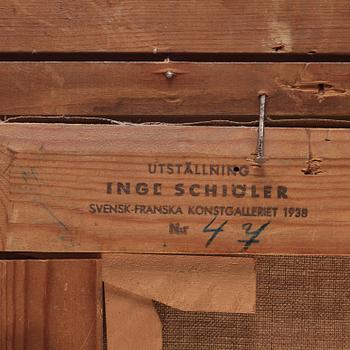 UTSTÄLLNING
INGE SCHIÖLER
SVENSK-FRANSKA KONSTGALLERIET 1938
Nr 47